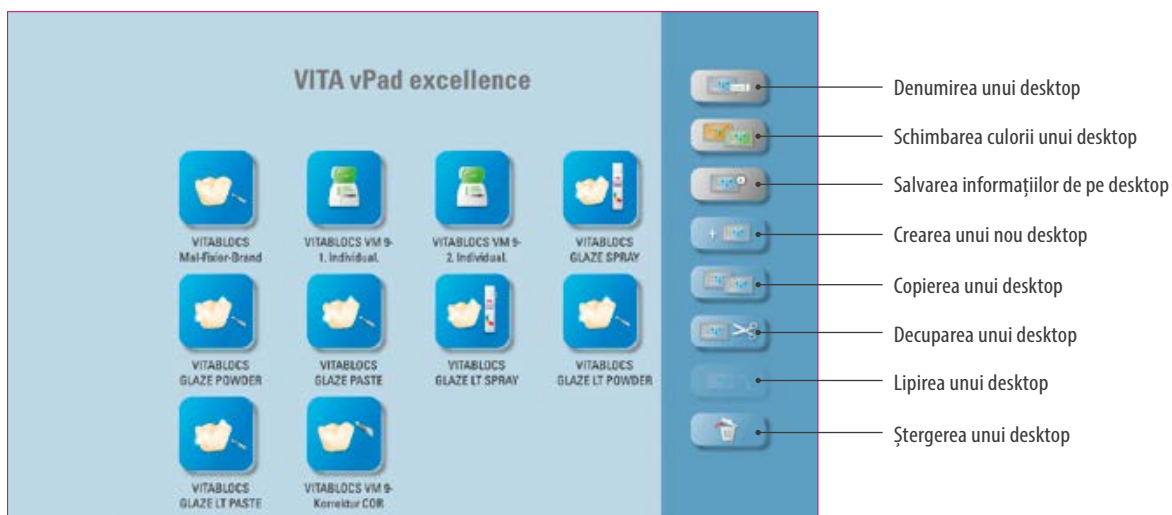 VITA vPad excellence
VITABLOCS
Mal-Fixier-Brand
VITABLOCS VM 9-
1. Individual.
VITABLOCS VM 9-
2. Individual.
VITABLOCS
GLAZE SPRAY
VITABLOCS
GLAZE POWDER
VITABLOCS
GLAZE PASTE
VITABLOCS
GLAZE LT SPRAY
VITABLOCS
GLAZE LT POWDER
VITABLOCS
GLAZE LT PASTE
VITABLOCS VM 9-
Korrektur COR
Denumirea unui desktop
Schimbarea culorii unui desktop
Salvarea informațiilor de pe desktop
Crearea unui nou desktop
Copierea unui desktop
Decuparea unui desktop
Lipirea unui desktop
Ștergerea unui desktop